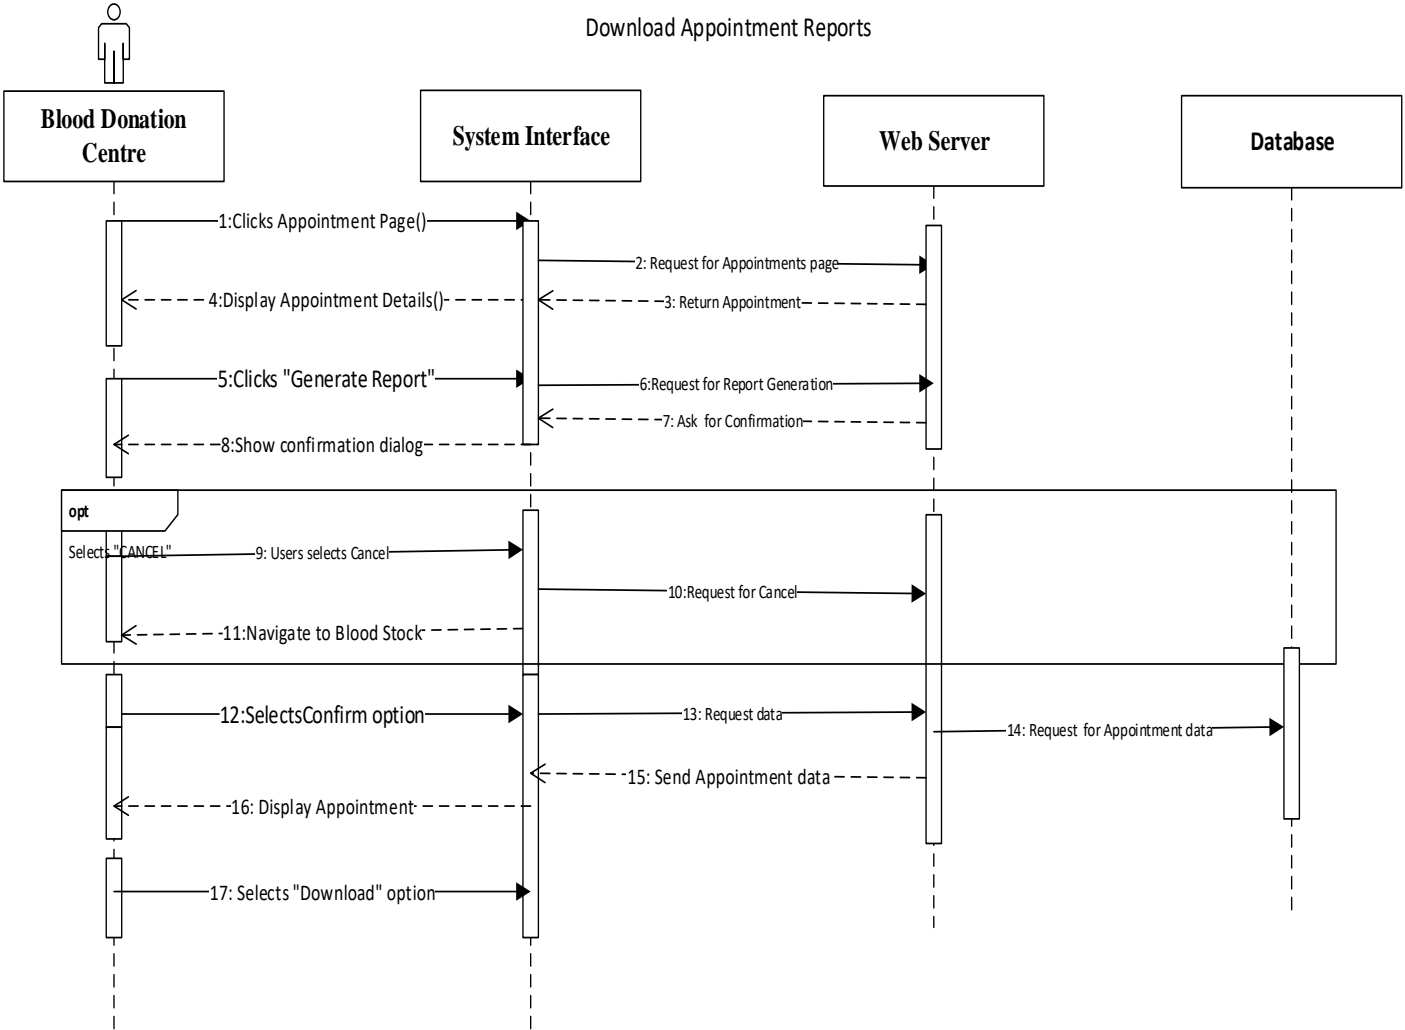 Download Appointment Reports
Blood Donation
Centre
System Interface
Web Server
Database
1:Clicks Appointment Page()
2: Request for Appointments page
3: Return Appointment
4:Display Appointment Details()
5:Clicks "Generate Report"
6:Request for Report Generation
7: Ask for Confirmation
8:Show confirmation dialog
opt
Selects "CANCEL"
9: Users selects Cancel
10:Request for Cancel
11:Navigate to Blood Stock
12:SelectsConfirm option
13: Request data
14: Request for Appointment data
15: Send Appointment data
16: Display Appointment
17: Selects "Download" option